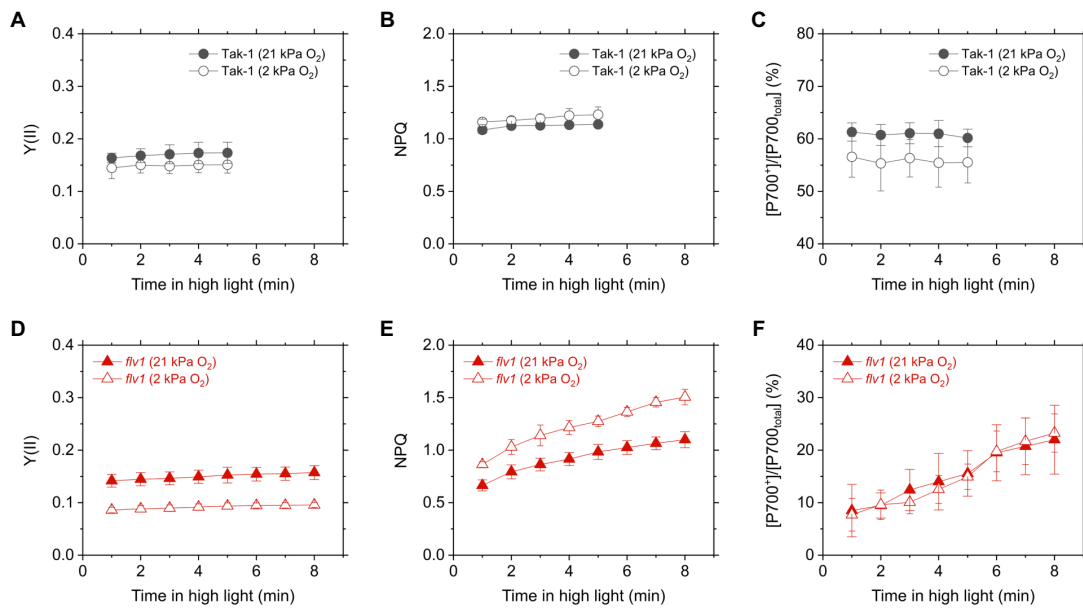 A
0.4
0.3
0.2
0.1
0.0
Y(II)
Tak-1 (21 kPa O₂)
Tak-1 (2 kPa O₂)
0 2 4 6 8
Time in high light (min)
B
2.0
1.5
1.0
0.5
0.0
NPQ
Tak-1 (21 kPa O₂)
Tak-1 (2 kPa O₂)
0 2 4 6 8
Time in high light (min)
C
80
70
60
50
40
[P700⁺]/[P700total] (%)
Tak-1 (21 kPa O₂)
Tak-1 (2 kPa O₂)
0 2 4 6 8
Time in high light (min)
D
0.4
0.3
0.2
0.1
0.0
Y(II)
flv1 (21 kPa O₂)
flv1 (2 kPa O₂)
0 2 4 6 8
Time in high light (min)
E
2.0
1.5
1.0
0.5
0.0
NPQ
flv1 (21 kPa O₂)
flv1 (2 kPa O₂)
0 2 4 6 8
Time in high light (min)
F
40
30
20
10
0
[P700⁺]/[P700total] (%)
flv1 (21 kPa O₂)
flv1 (2 kPa O₂)
0 2 4 6 8
Time in high light (min)